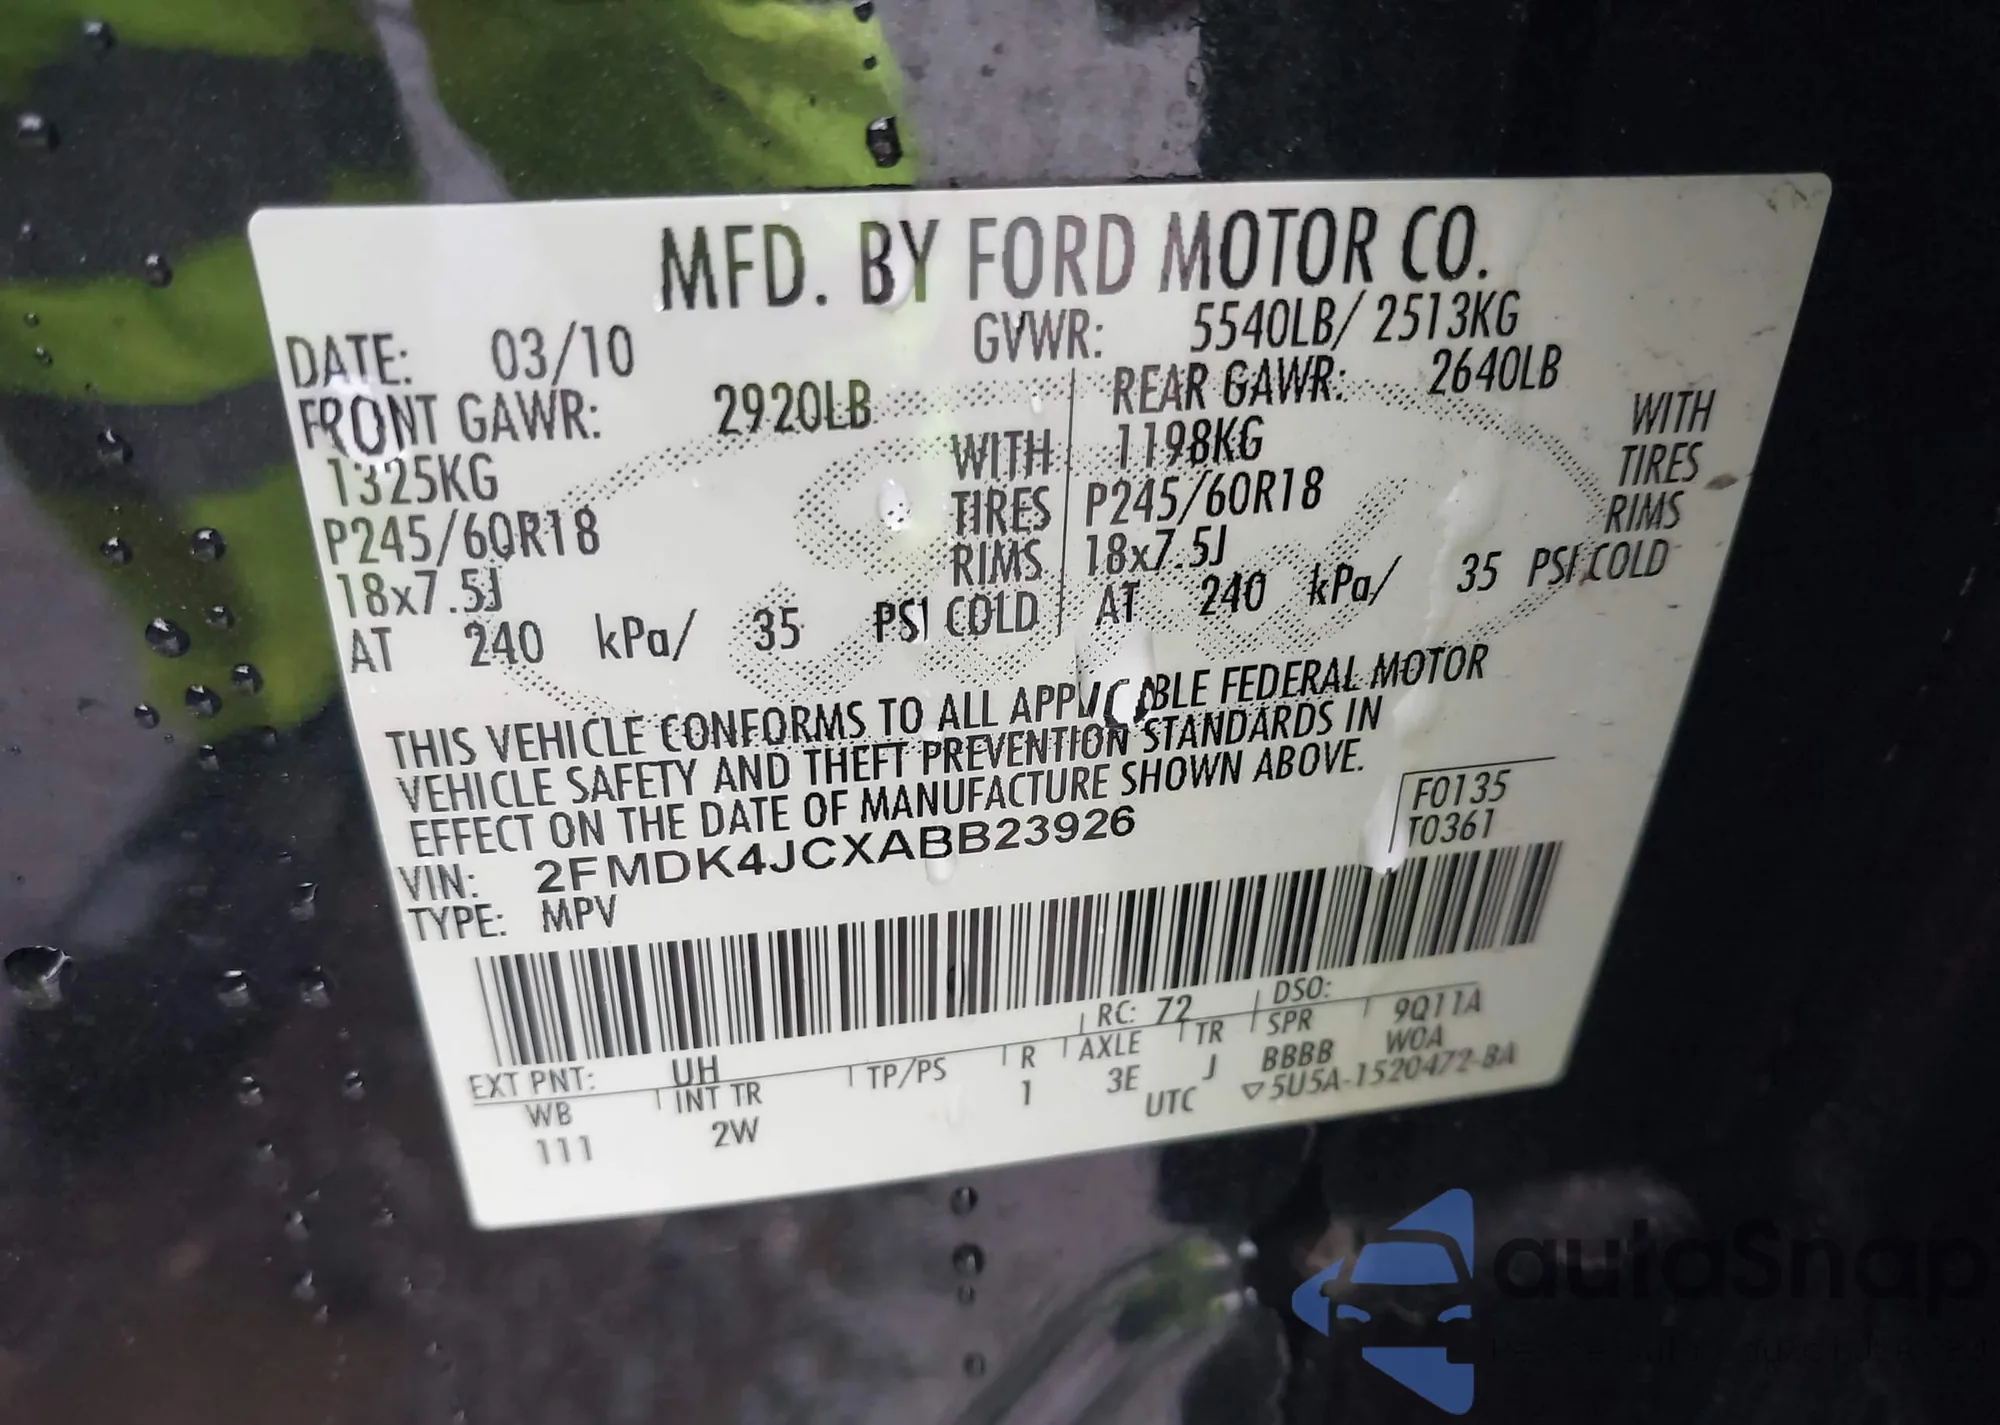 MFD. BY FORD MOTOR CO.
DATE: 03/10 GVWR: 5540LB/ 2513KG
FRONT GAWR: 2920LB REAR GAWR: 2640LB
1325KG WITH 1198KG WITH
P245/60R18 TIRES P245/60R18 TIRES
18x7.5J RIMS 18x7.5J RIMS
AT 240 kPa/ 35 PSI COLD AT 240 kPa/ 35 PSI COLD
THIS VEHICLE CONFORMS TO ALL APPLICABLE FEDERAL MOTOR
VEHICLE SAFETY AND THEFT PREVENTION STANDARDS IN
EFFECT ON THE DATE OF MANUFACTURE SHOWN ABOVE.
VIN: 2FMDK4JCXABB23926 F0135
TYPE: MPV T0361
EXT PNT: UH RC: 72 DSO: 9Q11A
WB INT TR TP/PS R AXLE TR SPR WOA
111 2W 1 3E J BBBB
UTC ▽5U5A-1520472-BA
autoSnap